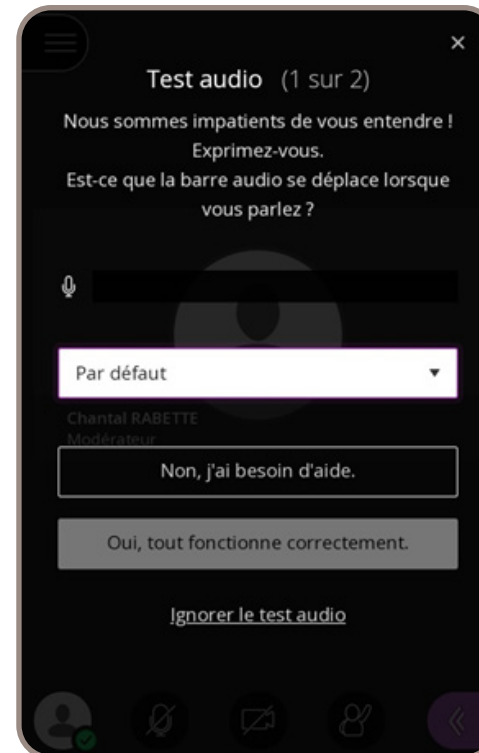 Test audio (1 sur 2)
Nous sommes impatients de vous entendre !
Exprimez-vous.
Est-ce que la barre audio se déplace lorsque
vous parlez ?
Par défaut
Chantal RABETTE
Modérateur
Non, j'ai besoin d'aide.
Oui, tout fonctionne correctement.
Ignorer le test audio